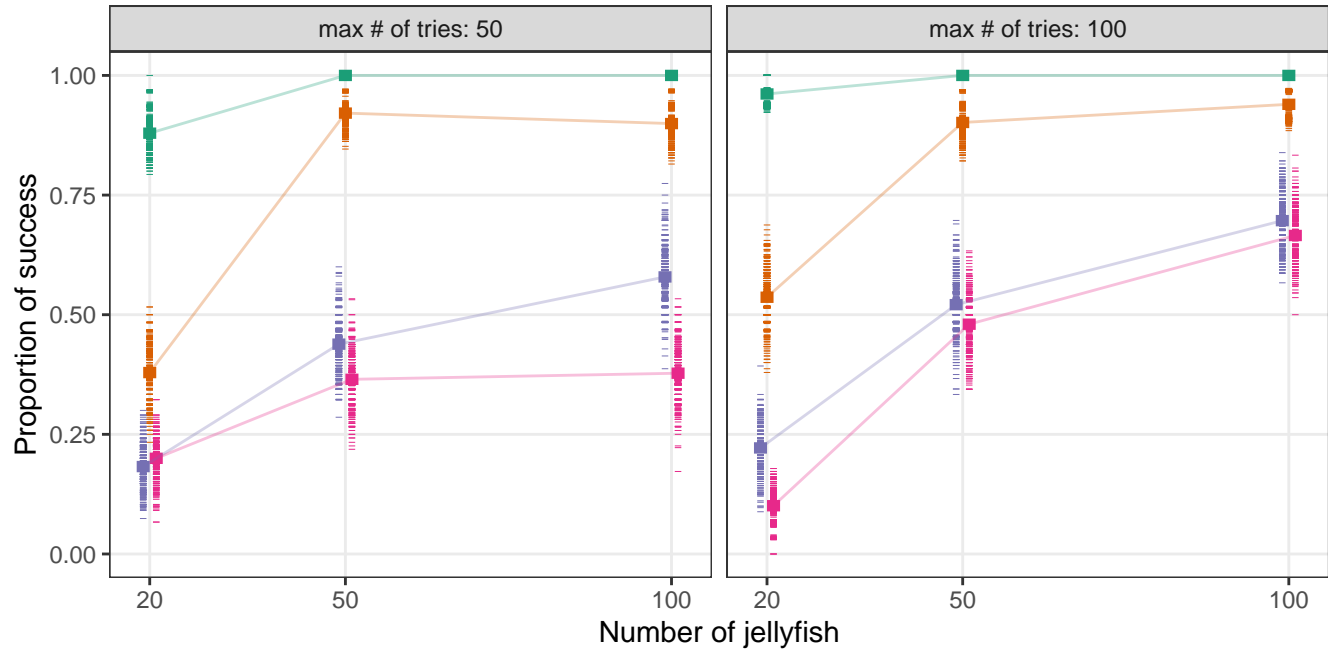 max # of tries: 50
max # of tries: 100
Proportion of success
1.00
0.75
0.50
0.25
0.00
20 50 100 20 50 100
Number of jellyfish